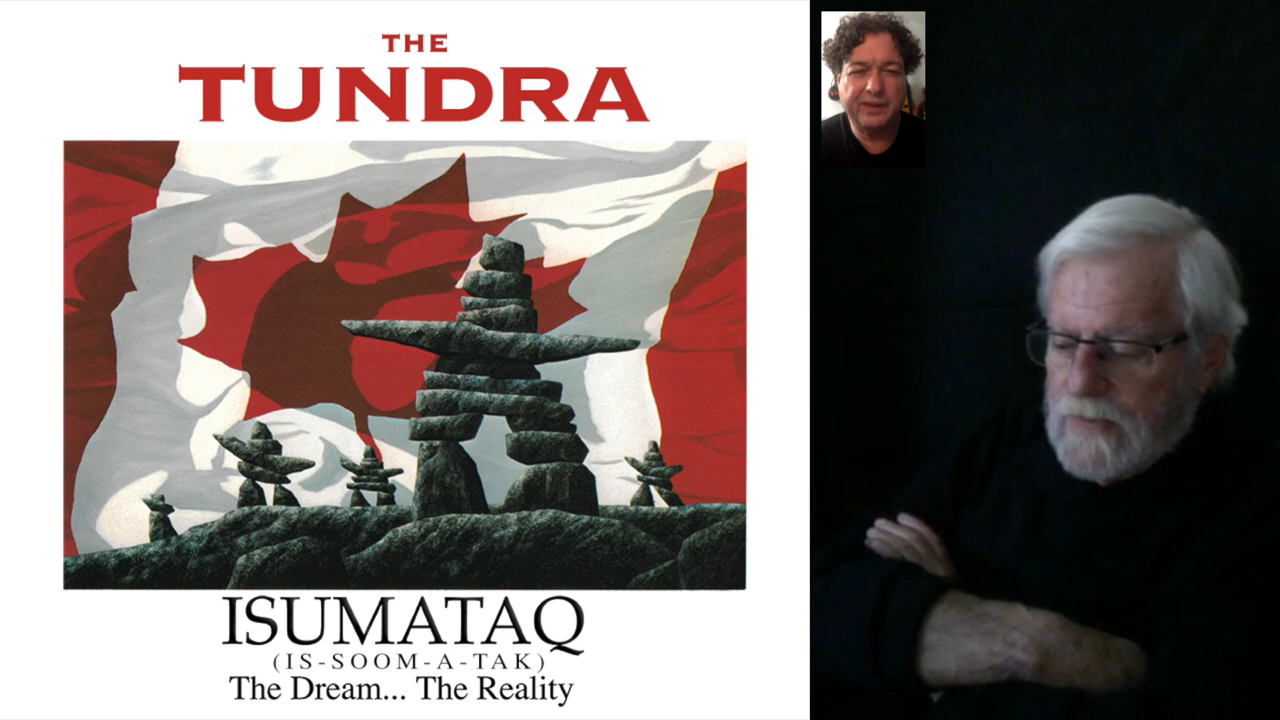 THE
TUNDRA
ISUMATAQ
(IS-SOOM-A-TAK)
The Dream... The Reality